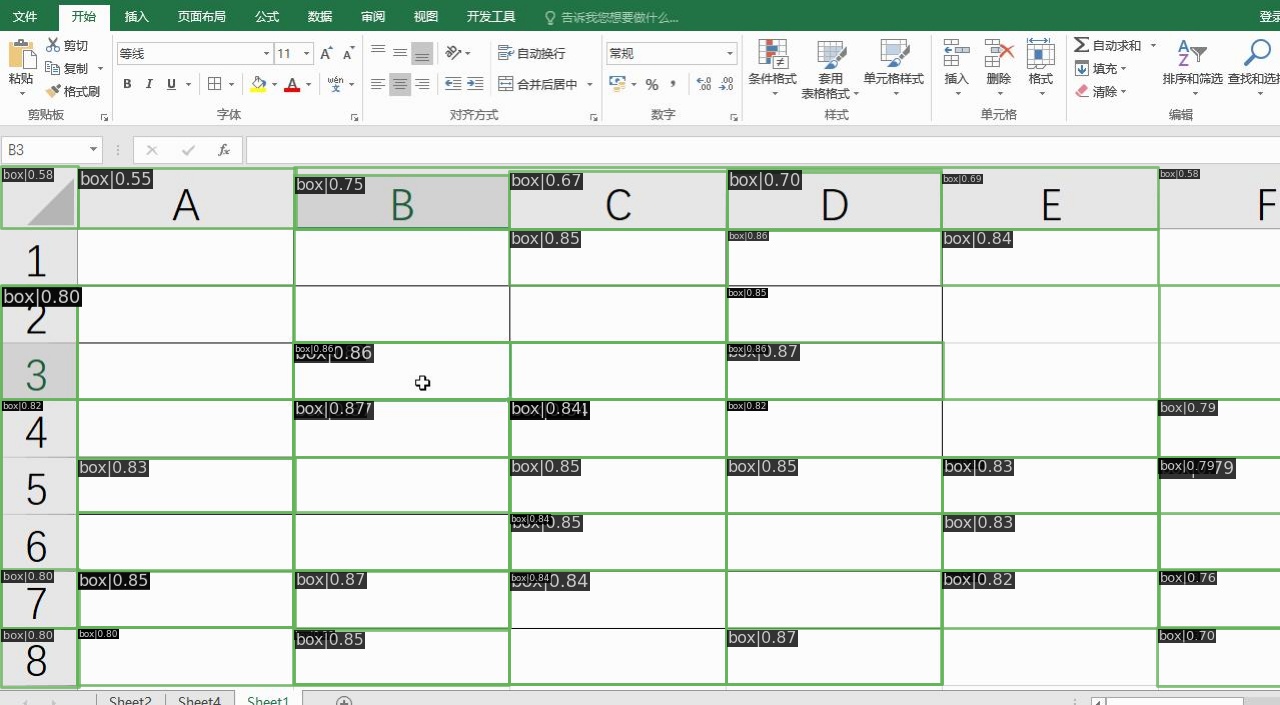 文件 开始 插入 页面布局 公式 数据 审阅 视图 开发工具 告诉我您想要做什么... 登录
粘贴 剪切 复制 格式刷 剪贴板
等线 11 A A
B I U A wén 字体
自动换行 合并后居中 对齐方式
常规 % , .00 数字
条件格式 套用 表格格式 单元格样式 样式
插入 删除 格式 单元格
自动求和 填充 清除 排序和筛选 查找和选 编辑
B3 fx
box|0.58 box|0.55 box|0.75 box|0.67 box|0.70 box|0.69 box|0.58
A B C D E F
1 box|0.85 box|0.86 box|0.84
box|0.80 box|0.85
2
3 box|0.86 box|0.86 box|0.86 box|0.87
box|0.82 box|0.87 box|0.84 box|0.82 box|0.79
4
5 box|0.83 box|0.85 box|0.85 box|0.83 box|0.79
6 box|0.84 box|0.85 box|0.83
box|0.80 box|0.85 box|0.87 box|0.84 box|0.84 box|0.82 box|0.76
7
box|0.80 box|0.80 box|0.85 box|0.87 box|0.70
8
Sheet2 Sheet4 Sheet1